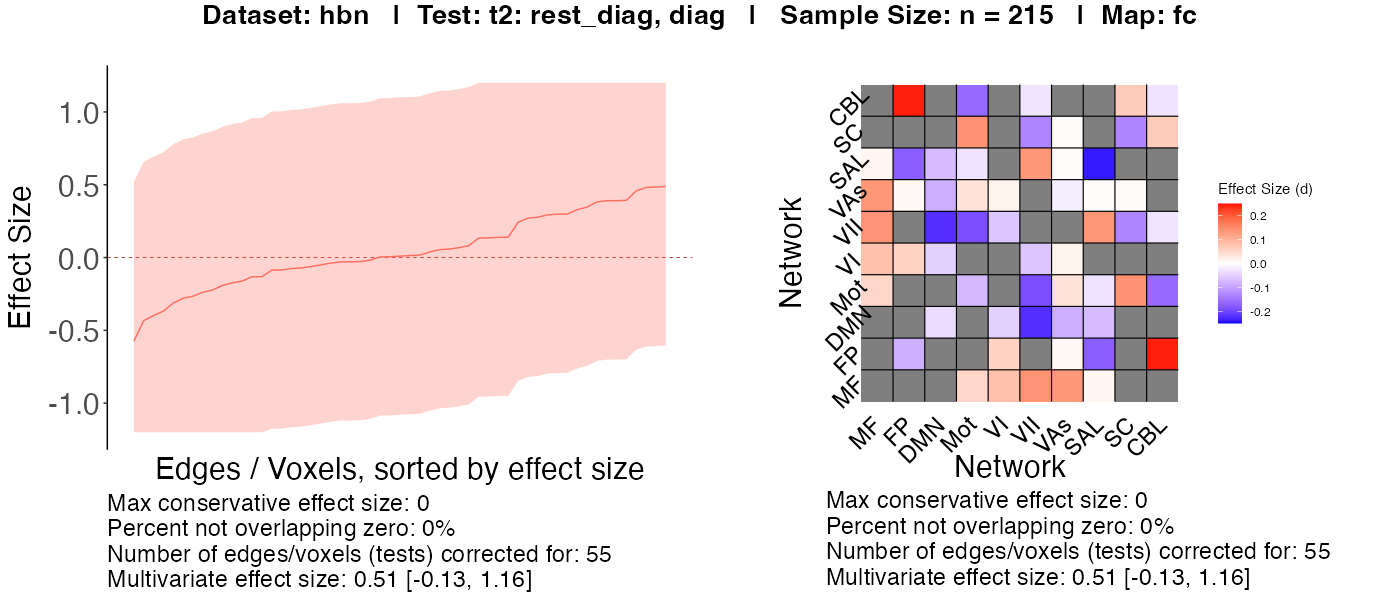 Dataset: hbn | Test: t2: rest_diag, diag | Sample Size: n = 215 | Map: fc
Effect Size
1.0
0.5
0.0
-0.5
-1.0
Edges / Voxels, sorted by effect size
Max conservative effect size: 0
Percent not overlapping zero: 0%
Number of edges/voxels (tests) corrected for: 55
Multivariate effect size: 0.51 [-0.13, 1.16]
Network
CBL
SC
SAL
VAs
VII
VI
Mot
DMN
FP
MF
MF FP DMN Mot VI VII VAs SAL SC CBL
Network
Effect Size (d)
0.2
0.1
0.0
-0.1
-0.2
Max conservative effect size: 0
Percent not overlapping zero: 0%
Number of edges/voxels (tests) corrected for: 55
Multivariate effect size: 0.51 [-0.13, 1.16]